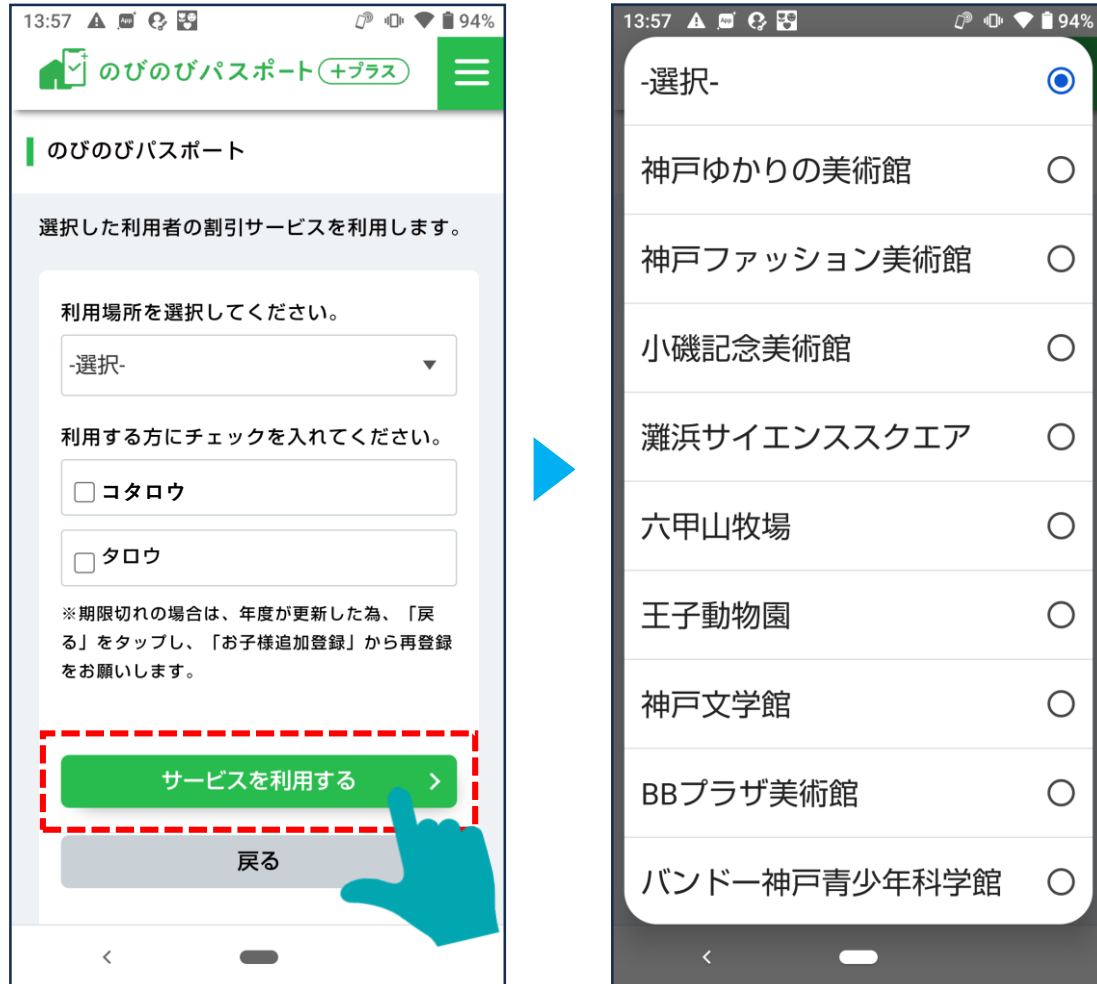 13:57
94%
のびのびパスポート ＋プラス
のびのびパスポート
選択した利用者の割引サービスを利用します。
利用場所を選択してください。
-選択-
利用する方にチェックを入れてください。
コタロウ
タロウ
※期限切れの場合は、年度が更新した為、「戻
る」をタップし、「お子様追加登録」から再登録
をお願いします。
サービスを利用する
戻る
13:57
94%
-選択-
神戸ゆかりの美術館
神戸ファッション美術館
小磯記念美術館
灘浜サイエンススクエア
六甲山牧場
王子動物園
神戸文学館
BBプラザ美術館
バンドー神戸青少年科学館